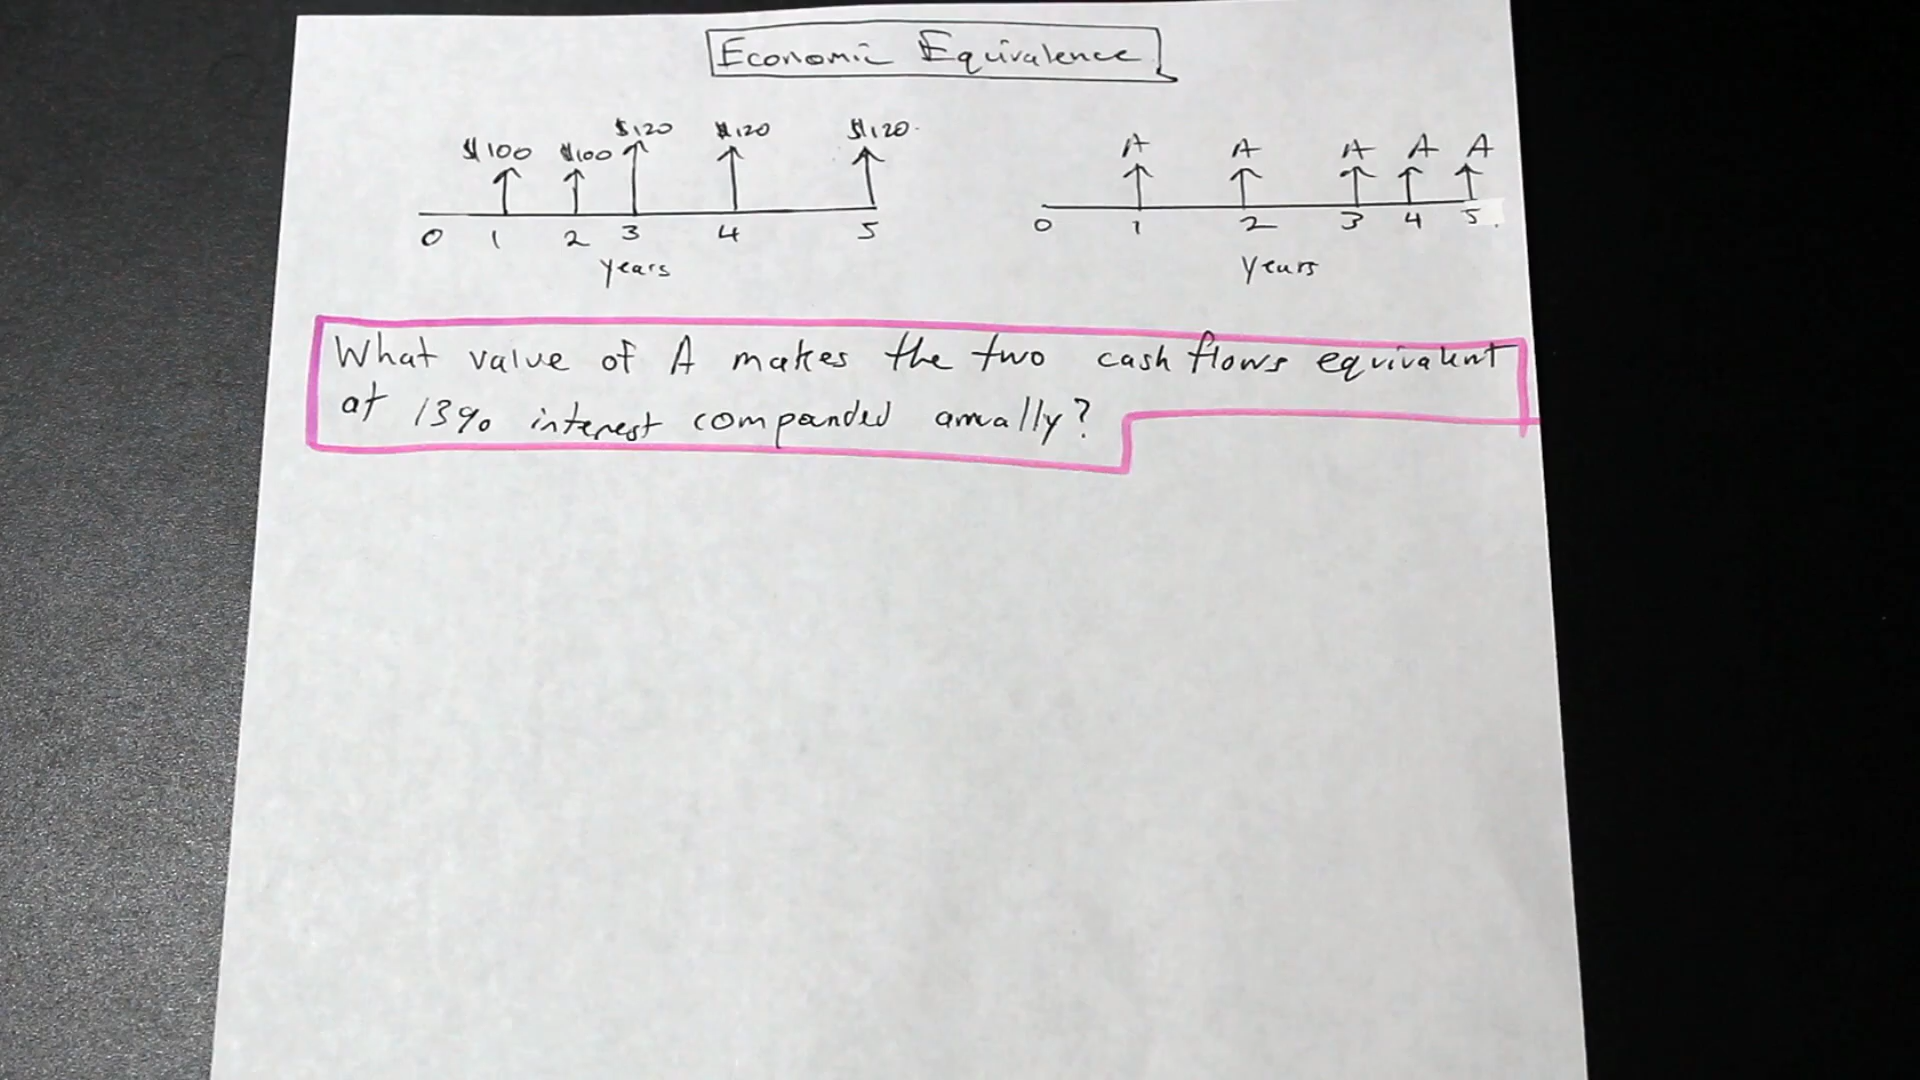 Economic Equivalence
$100 $100 $120 $120 $120
0 1 2 3 4 5
years
A A A A A
0 1 2 3 4 5
years
What value of A makes the two cash flows equivalent
at 13% interest compounded annually?